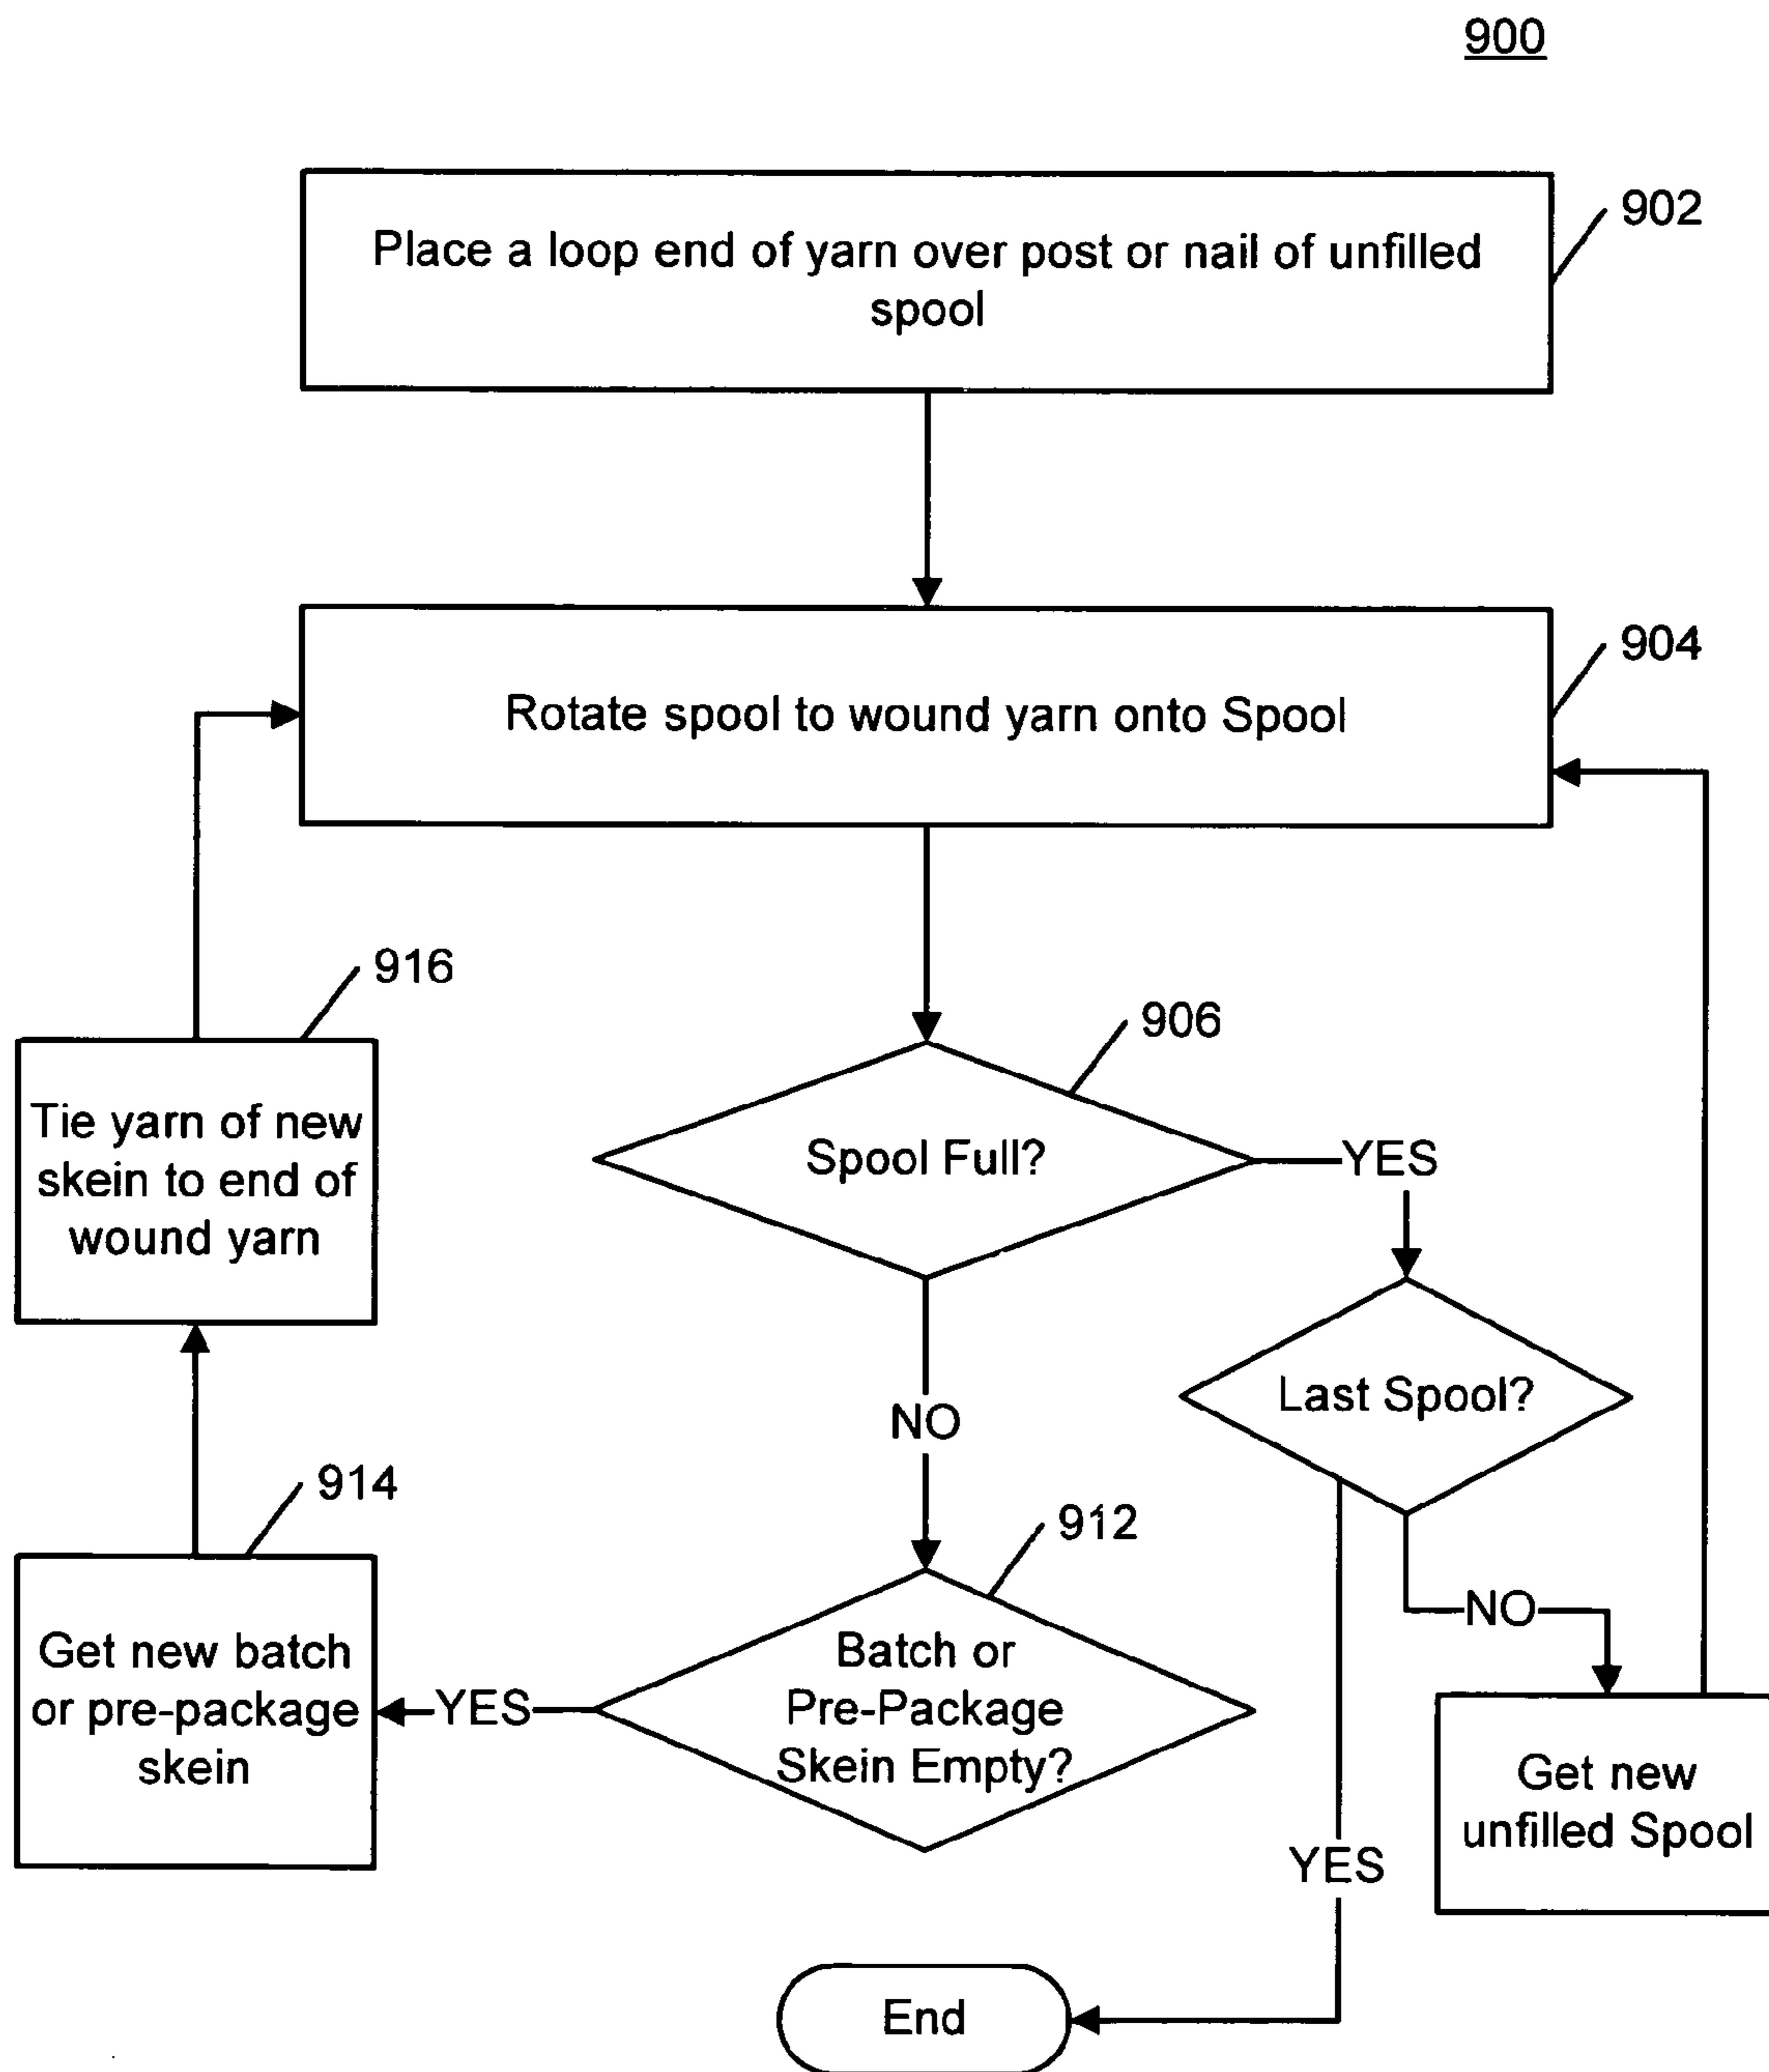 900
902
Place a loop end of yarn over post or nail of unfilled
spool
904
Rotate spool to wound yarn onto Spool
916
Tie yarn of new
skein to end of
wound yarn
906
Spool Full?
YES
Last Spool?
NO
NO
914
Get new batch
or pre-package
skein
YES
912
Batch or
Pre-Package
Skein Empty?
Get new
unfilled Spool
YES
End